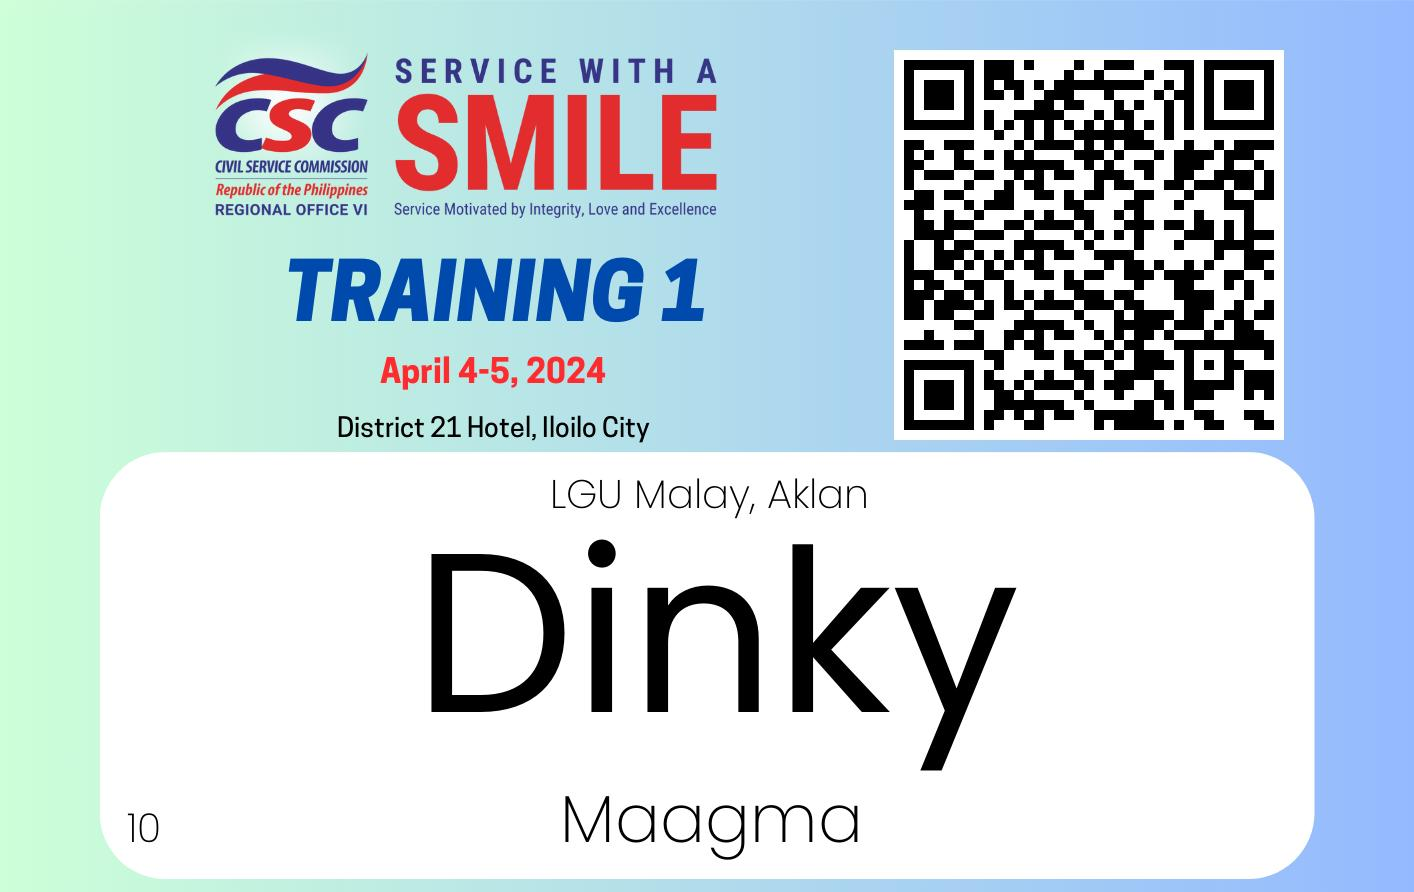 CSC
CIVIL SERVICE COMMISSION
Republic of the Philippines
REGIONAL OFFICE VI
SERVICE WITH A
SMILE
Service Motivated by Integrity, Love and Excellence
TRAINING 1
April 4-5, 2024
District 21 Hotel, Iloilo City
LGU Malay, Aklan
Dinky
Maagma
10